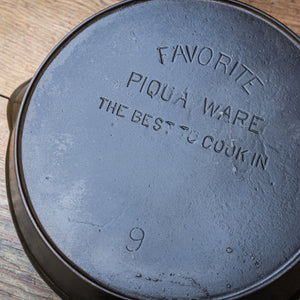 FAVORITE
PIQUA WARE
THE BEST TO COOK IN
9